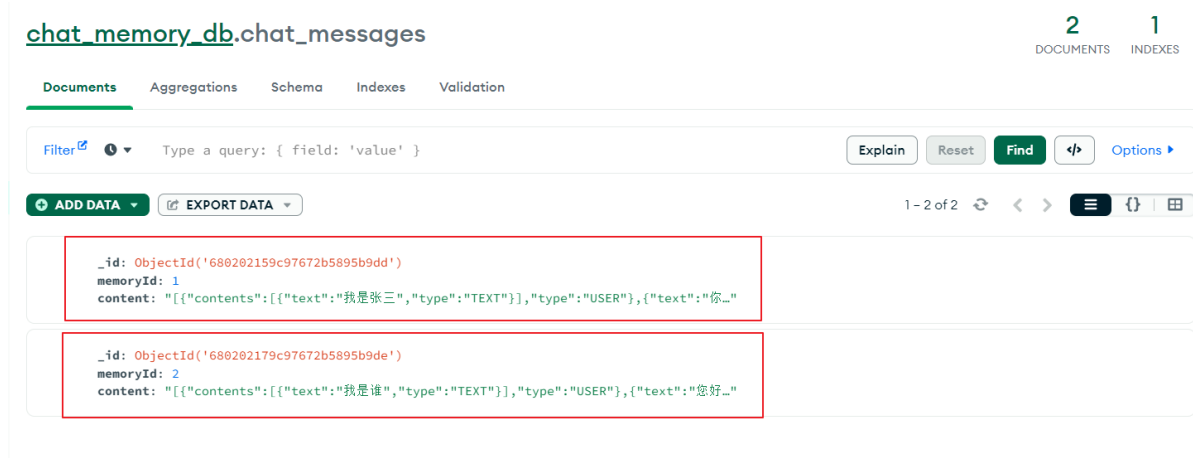 chat_memory_db.chat_messages
2 1
DOCUMENTS INDEXES
Documents Aggregations Schema Indexes Validation
Filter Type a query: { field: 'value' } Explain Reset Find </> Options
ADD DATA EXPORT DATA 1 – 2 of 2 {}
_id: ObjectId('680202159c97672b5895b9dd')
memoryId: 1
content: "[{"contents":[{"text":"我是张三","type":"TEXT"}],"type":"USER"},{"text":"你…"
_id: ObjectId('680202179c97672b5895b9de')
memoryId: 2
content: "[{"contents":[{"text":"我是谁","type":"TEXT"}],"type":"USER"},{"text":"您好…"